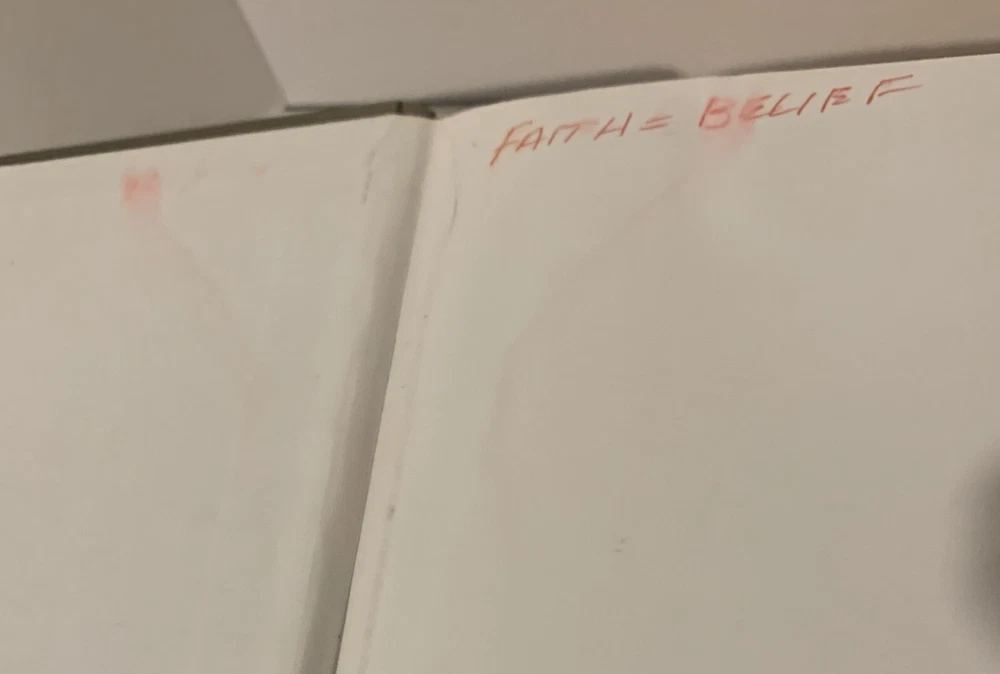 FAITH = BELIEF